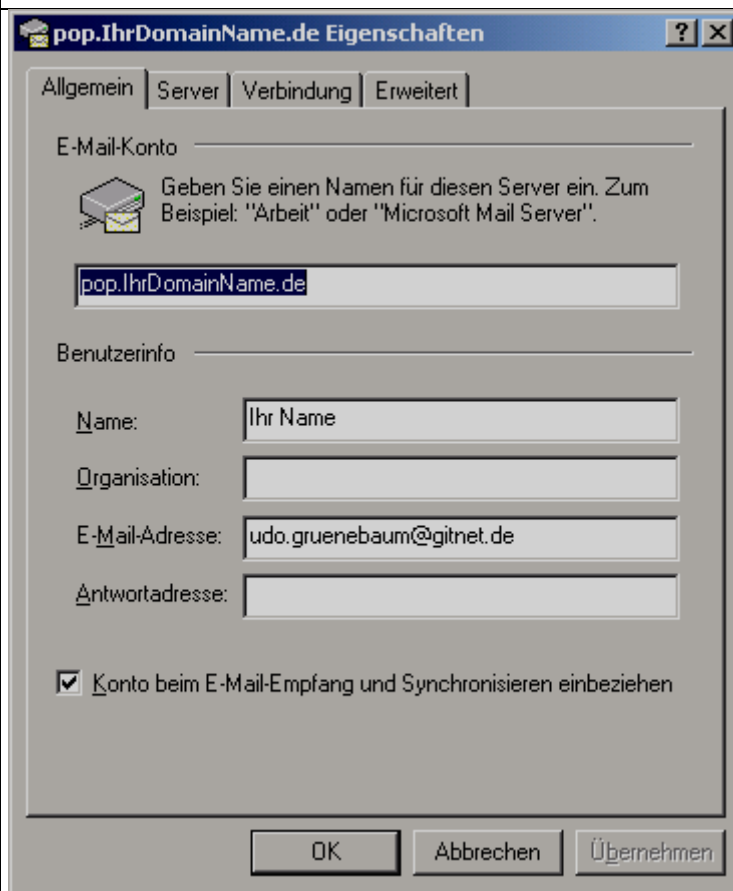 pop.IhrDomainName.de Eigenschaften
Allgemein Server Verbindung Erweitert
E-Mail-Konto
Geben Sie einen Namen für diesen Server ein. Zum
Beispiel: "Arbeit" oder "Microsoft Mail Server".
pop.IhrDomainName.de
Benutzerinfo
Name: Ihr Name
Organisation:
E-Mail-Adresse: udo.gruenebaum@gitnet.de
Antwortadresse:
Konto beim E-Mail-Empfang und Synchronisieren einbeziehen
OK Abbrechen Übernehmen